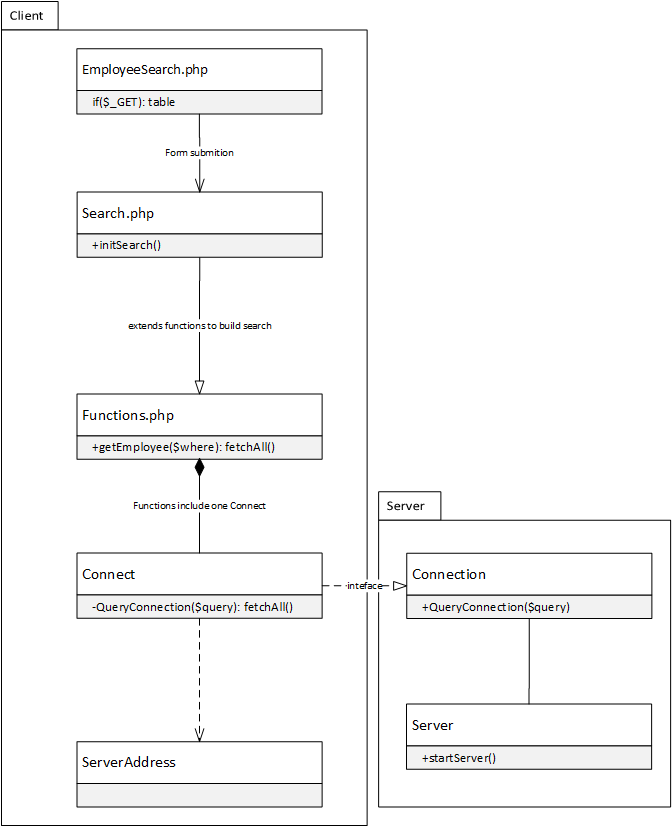 Client
EmployeeSearch.php
if($_GET): table
Form submition
Search.php
+initSearch()
extends functions to build search
Functions.php
+getEmployee($where): fetchAll()
Functions include one Connect
Server
Connect
-QueryConnection($query): fetchAll()
inteface
Connection
+QueryConnection($query)
ServerAddress
Server
+startServer()